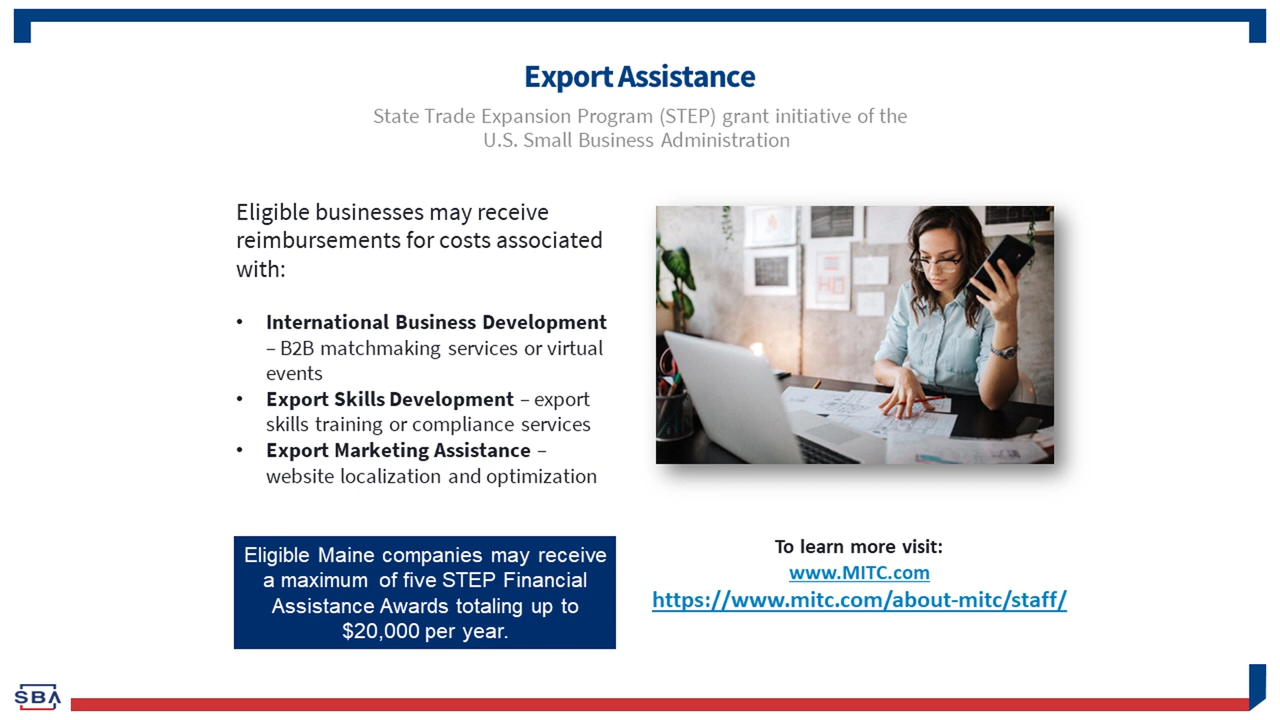 Export Assistance
State Trade Expansion Program (STEP) grant initiative of the
U.S. Small Business Administration
Eligible businesses may receive
reimbursements for costs associated
with:
• International Business Development
– B2B matchmaking services or virtual
events
• Export Skills Development – export
skills training or compliance services
• Export Marketing Assistance –
website localization and optimization
Eligible Maine companies may receive
a maximum of five STEP Financial
Assistance Awards totaling up to
$20,000 per year.
To learn more visit:
www.MITC.com
https://www.mitc.com/about-mitc/staff/
SBA